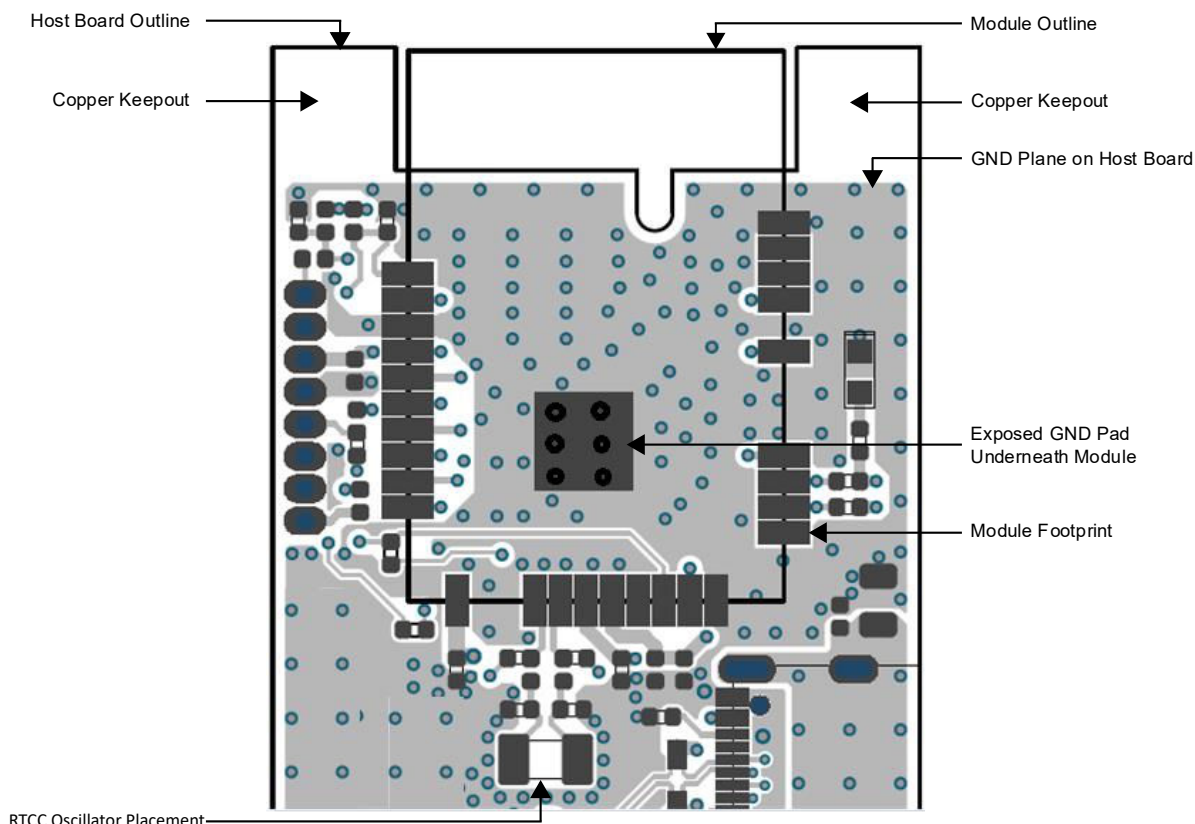 Host Board Outline
Module Outline
Copper Keepout
Copper Keepout
GND Plane on Host Board
Exposed GND Pad
Underneath Module
Module Footprint
RTCC Oscillator Placement